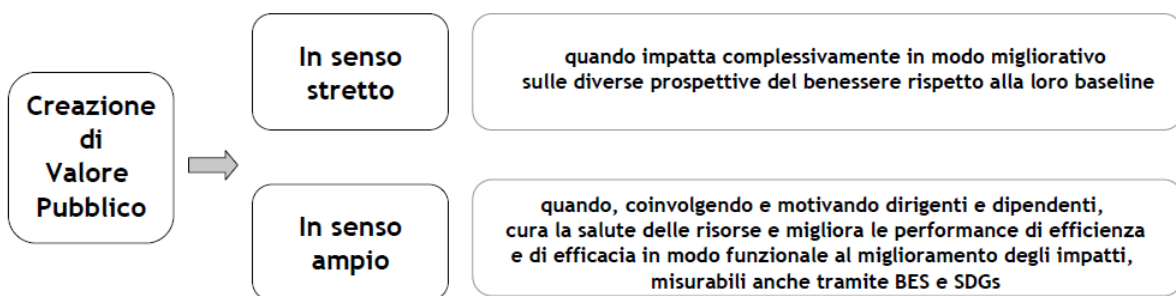 Creazione
di
Valore
Pubblico
In senso
stretto
quando impatta complessivamente in modo migliorativo
sulle diverse prospettive del benessere rispetto alla loro baseline
In senso
ampio
quando, coinvolgendo e motivando dirigenti e dipendenti,
cura la salute delle risorse e migliora le performance di efficienza
e di efficacia in modo funzionale al miglioramento degli impatti,
misurabili anche tramite BES e SDGs